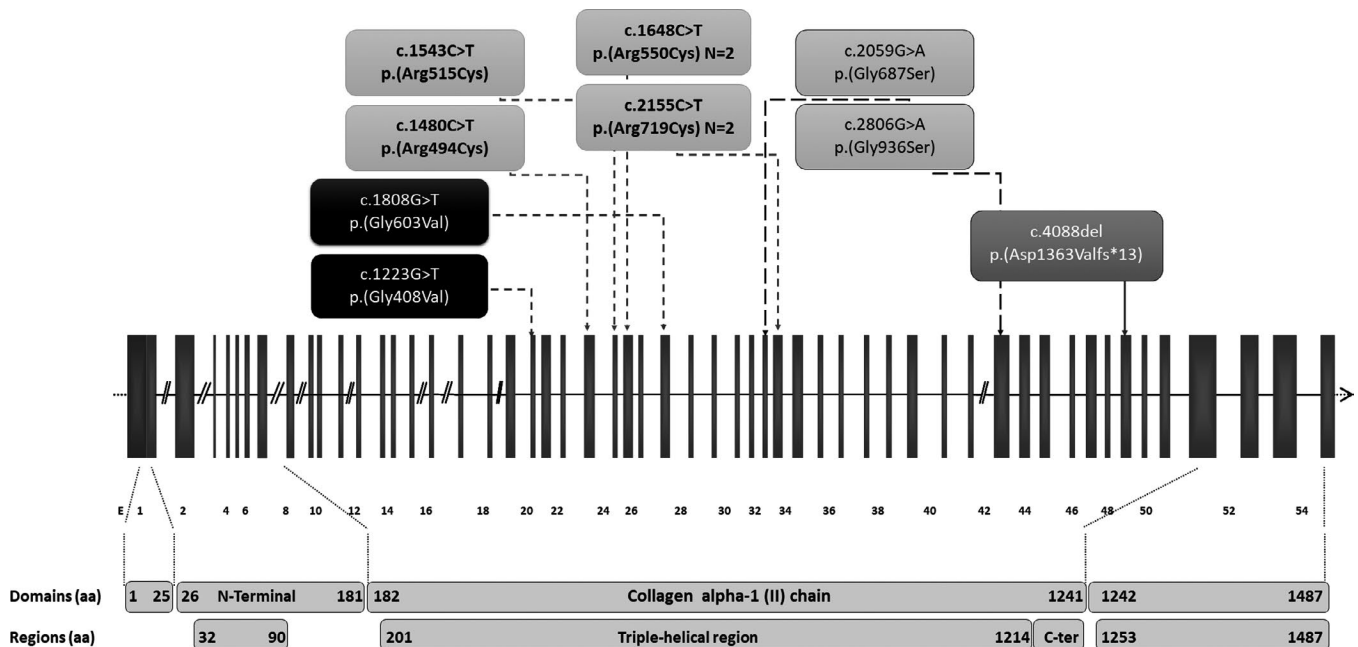 c.1543C>T
p.(Arg515Cys)
c.1648C>T
p.(Arg550Cys) N=2
c.2059G>A
p.(Gly687Ser)
c.1480C>T
p.(Arg494Cys)
c.2155C>T
p.(Arg719Cys) N=2
c.2806G>A
p.(Gly936Ser)
c.1808G>T
p.(Gly603Val)
c.4088del
p.(Asp1363Valfs*13)
c.1223G>T
p.(Gly408Val)
E 1 2 4 6 8 10 12 14 16 18 20 22 24 26 28 30 32 34 36 38 40 42 44 46 48 50 52 54
Domains (aa) 1 25 26 N-Terminal 181 182 Collagen alpha-1 (II) chain 1241 1242 1487
Regions (aa) 32 90 201 Triple-helical region 1214 C-ter 1253 1487